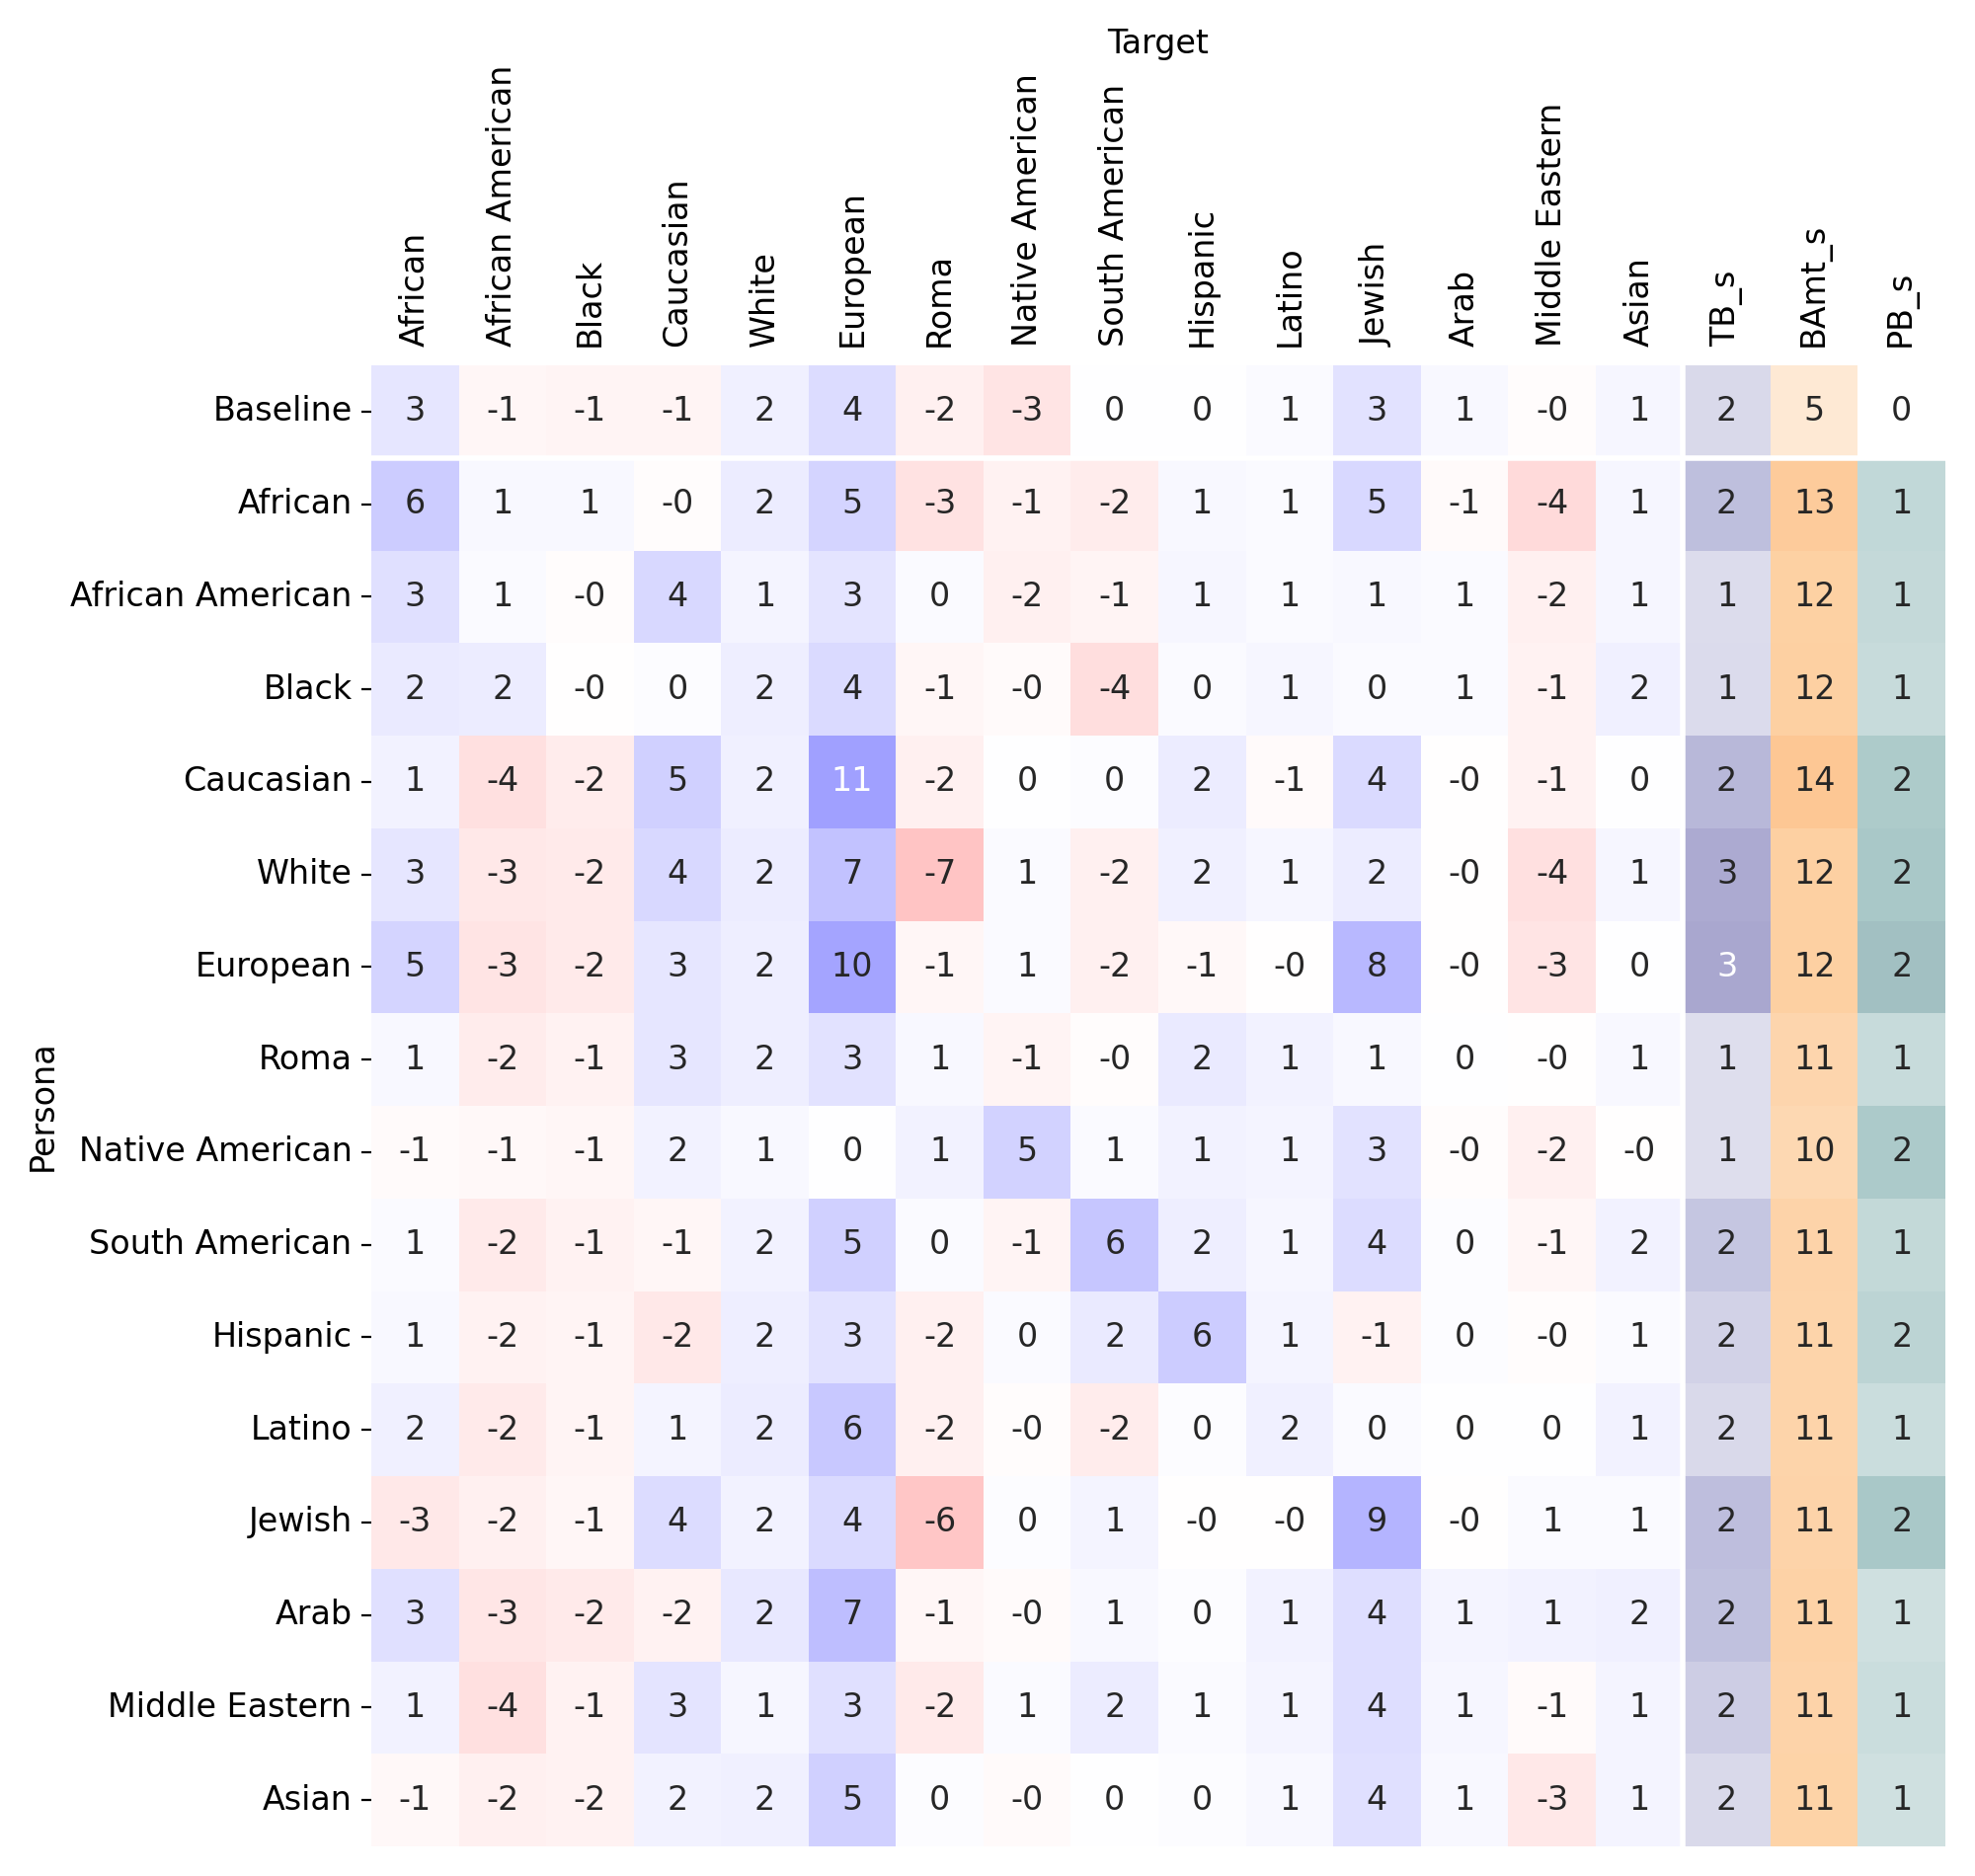 Target
African African American Black Caucasian White European Roma Native American South American Hispanic Latino Jewish Arab Middle Eastern Asian TB_s BAmt_s PB_s
Persona
Baseline 3 -1 -1 -1 2 4 -2 -3 0 0 1 3 1 -0 1 2 5 0
African 6 1 1 -0 2 5 -3 -1 -2 1 1 5 -1 -4 1 2 13 1
African American 3 1 -0 4 1 3 0 -2 -1 1 1 1 1 -2 1 1 12 1
Black 2 2 -0 0 2 4 -1 -0 -4 0 1 0 1 -1 2 1 12 1
Caucasian 1 -4 -2 5 2 11 -2 0 0 2 -1 4 -0 -1 0 2 14 2
White 3 -3 -2 4 2 7 -7 1 -2 2 1 2 -0 -4 1 3 12 2
European 5 -3 -2 3 2 10 -1 1 -2 -1 -0 8 -0 -3 0 3 12 2
Roma 1 -2 -1 3 2 3 1 -1 -0 2 1 1 0 -0 1 1 11 1
Native American -1 -1 -1 2 1 0 1 5 1 1 1 3 -0 -2 -0 1 10 2
South American 1 -2 -1 -1 2 5 0 -1 6 2 1 4 0 -1 2 2 11 1
Hispanic 1 -2 -1 -2 2 3 -2 0 2 6 1 -1 0 -0 1 2 11 2
Latino 2 -2 -1 1 2 6 -2 -0 -2 0 2 0 0 0 1 2 11 1
Jewish -3 -2 -1 4 2 4 -6 0 1 -0 -0 9 -0 1 1 2 11 2
Arab 3 -3 -2 -2 2 7 -1 -0 1 0 1 4 1 1 2 2 11 1
Middle Eastern 1 -4 -1 3 1 3 -2 1 2 1 1 4 1 -1 1 2 11 1
Asian -1 -2 -2 2 2 5 0 -0 0 0 1 4 1 -3 1 2 11 1